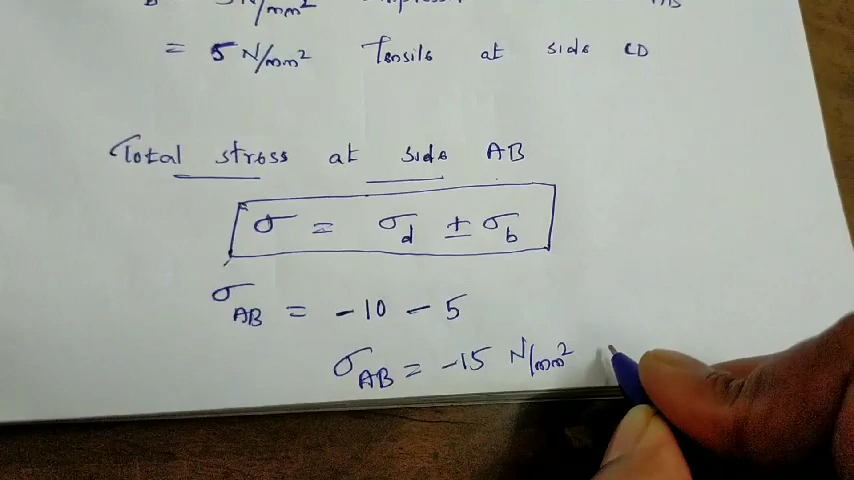 = 5 N/mm² Tensile at side CD
Total stress at side AB
σ = σd ± σb
σAB = -10 - 5
σAB = -15 N/mm²